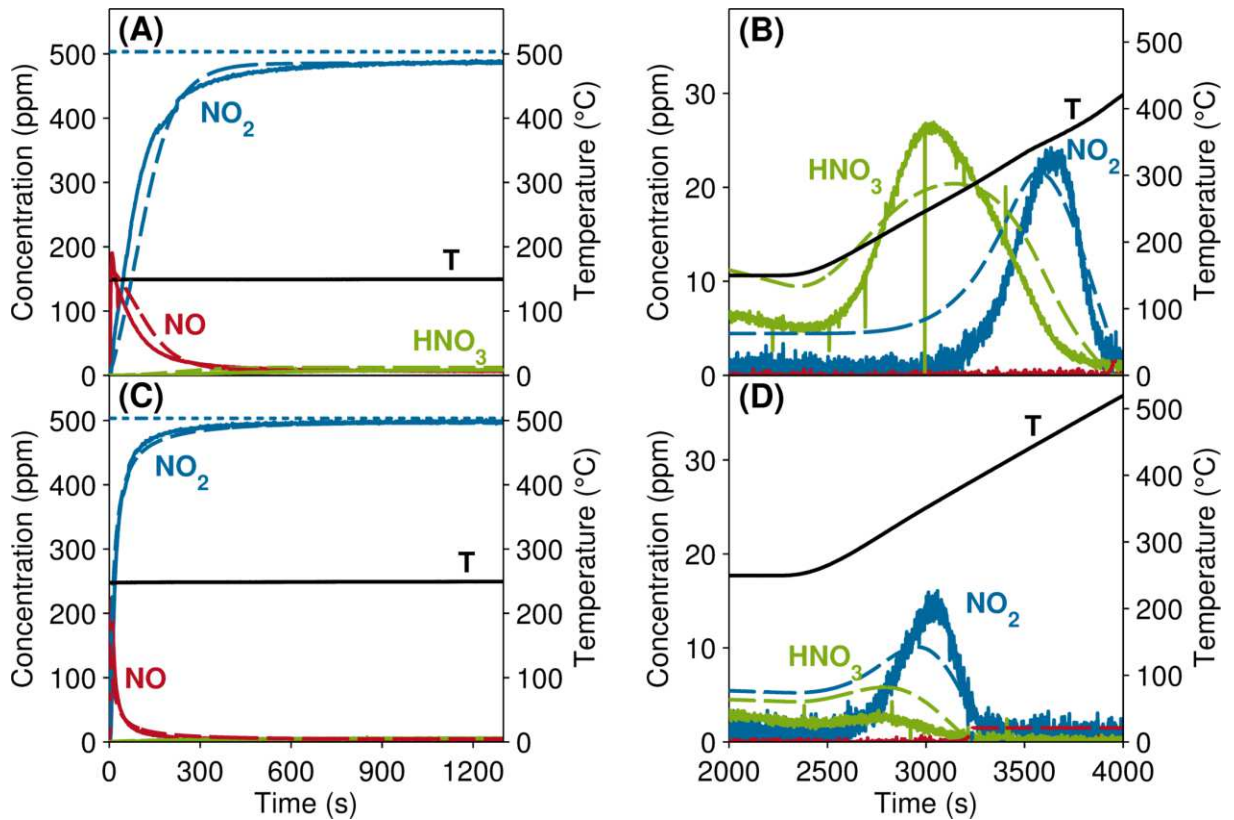 (A)
Concentration (ppm)
500
400
300
200
100
0
NO2
NO
T
HNO3
500
400
300
200
100
0
Temperature (°C)
(B)
Concentration (ppm)
30
20
10
0
HNO3
T
NO2
500
400
300
200
100
0
Temperature (°C)
(C)
Concentration (ppm)
500
400
300
200
100
0
NO2
T
NO
500
400
300
200
100
0
Temperature (°C)
0 300 600 900 1200
Time (s)
(D)
Concentration (ppm)
30
20
10
0
T
NO2
HNO3
500
400
300
200
100
0
Temperature (°C)
2000 2500 3000 3500 4000
Time (s)